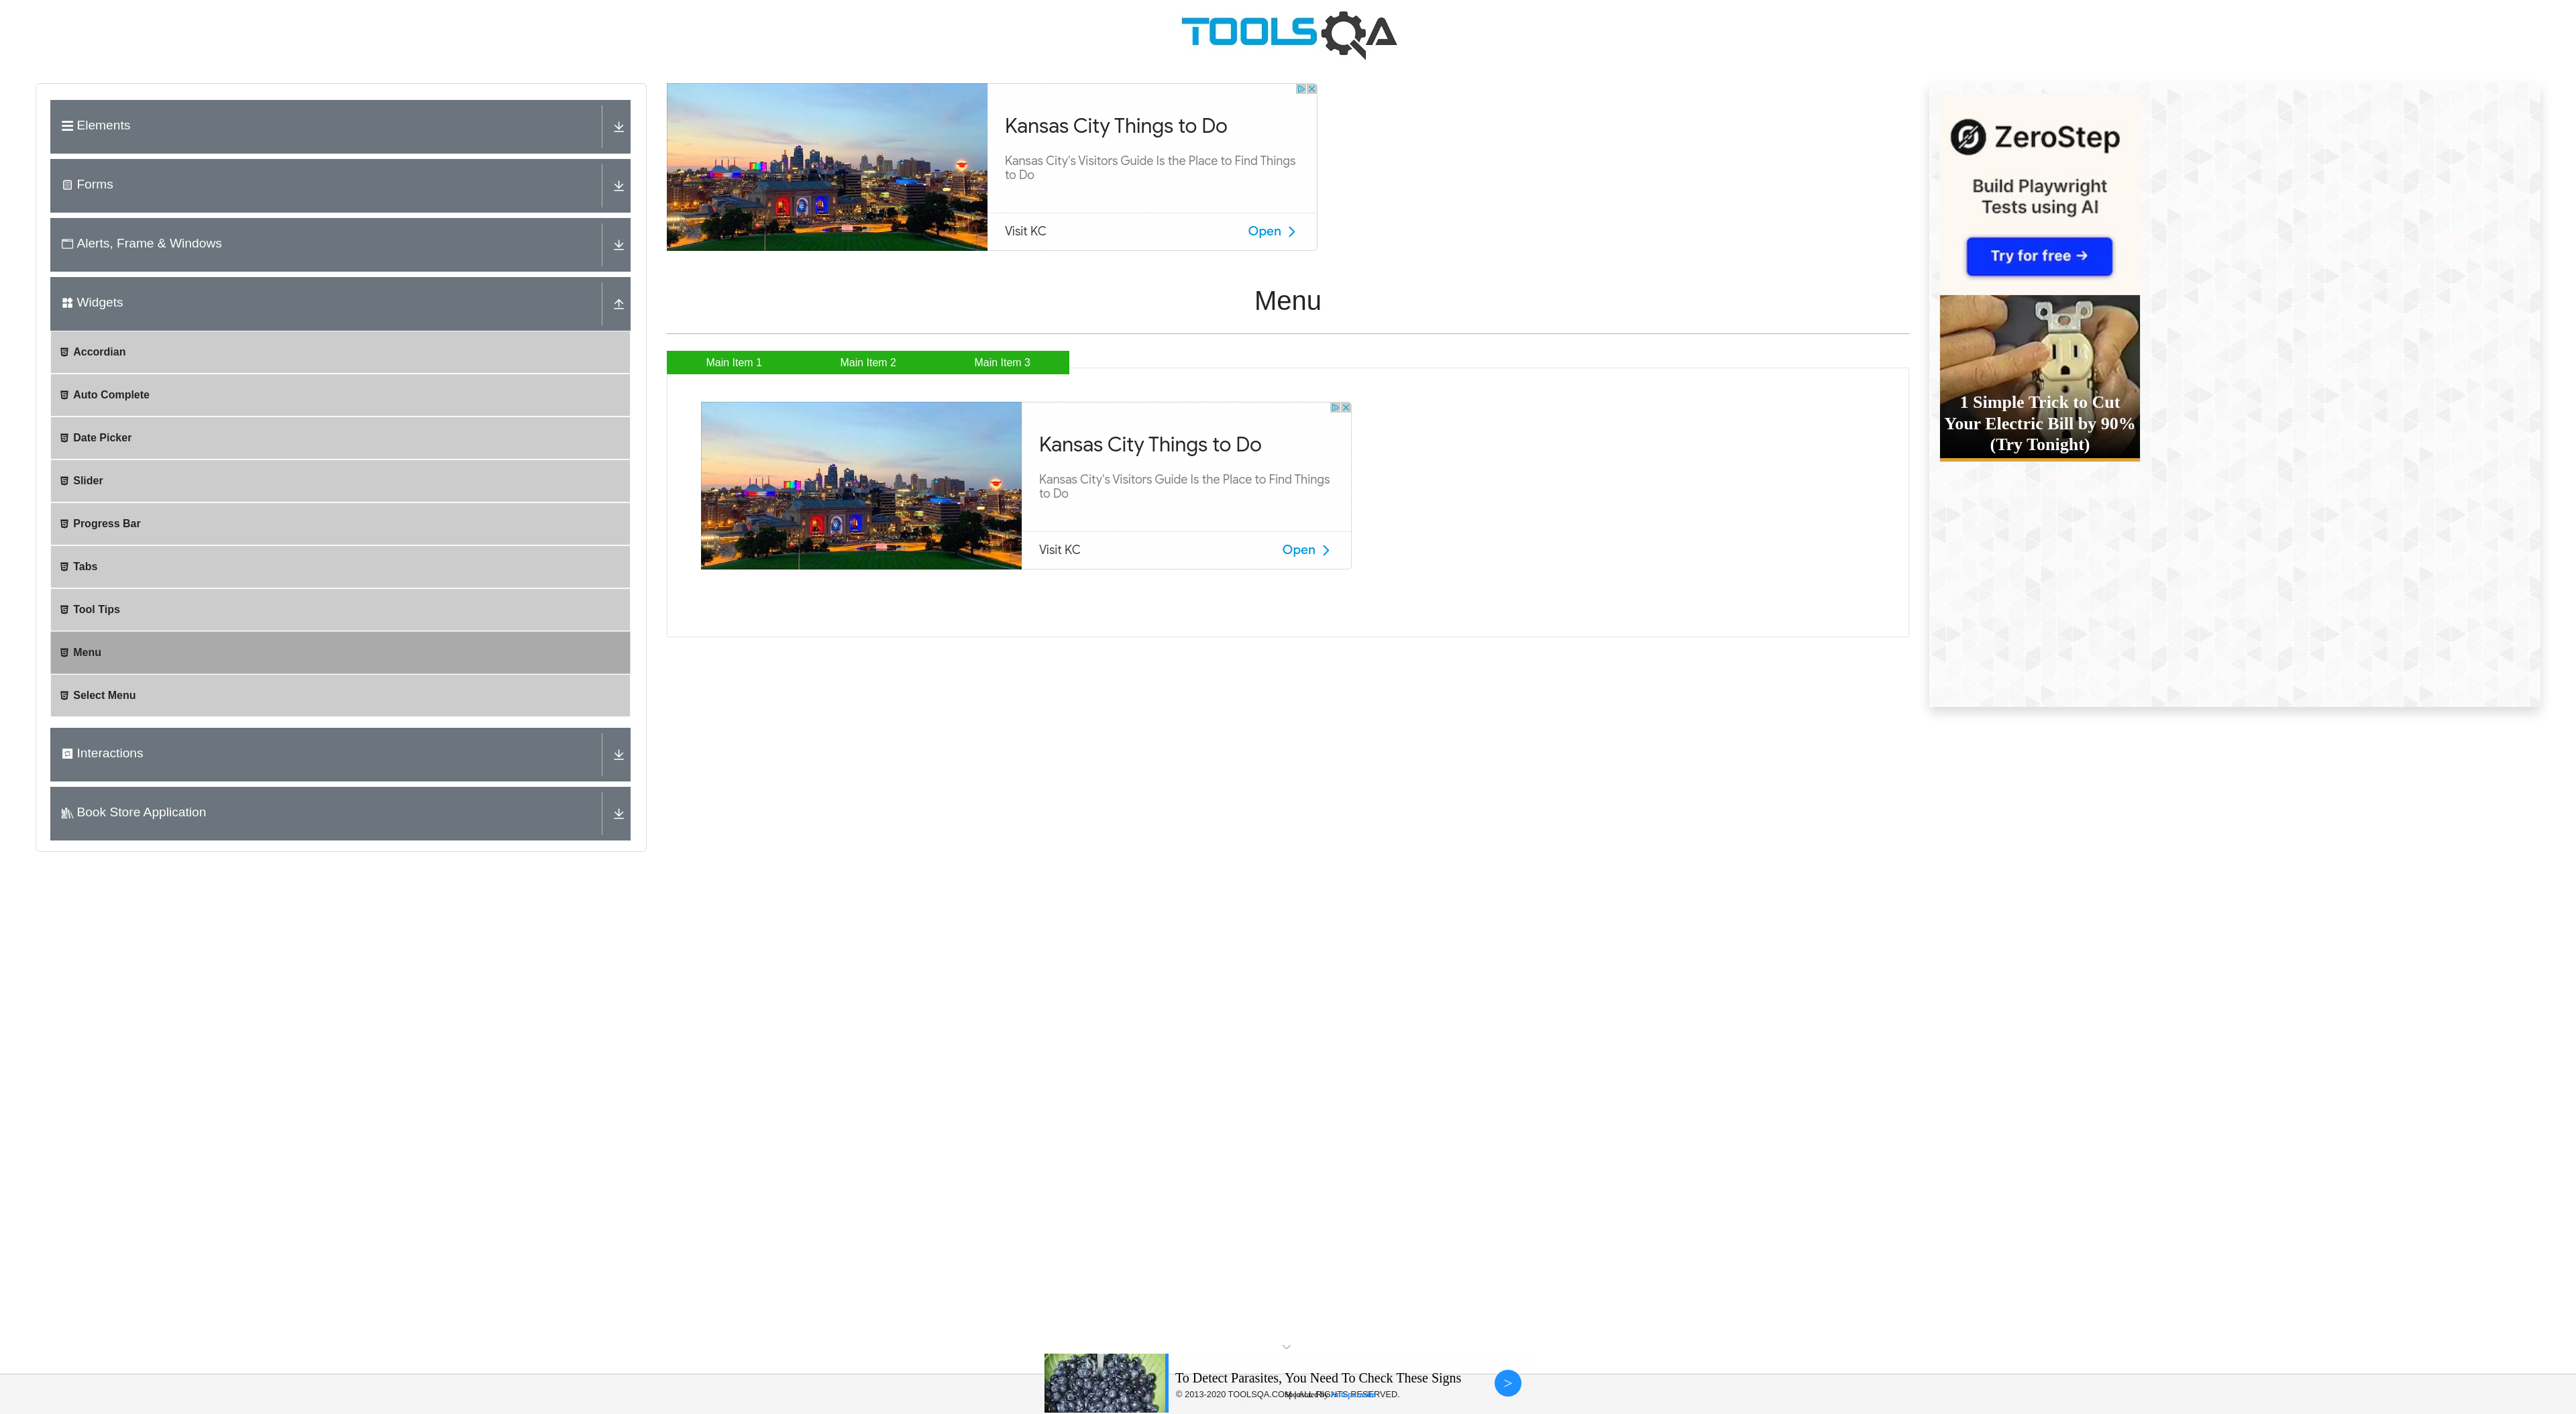 TOOLSQA
Elements
Forms
Alerts, Frame & Windows
Widgets
Accordian
Auto Complete
Date Picker
Slider
Progress Bar
Tabs
Tool Tips
Menu
Select Menu
Interactions
Book Store Application
Kansas City Things to Do
Kansas City's Visitors Guide Is the Place to Find Things
to Do
Visit KC
Open
Menu
Main Item 1
Main Item 2
Main Item 3
Kansas City Things to Do
Kansas City's Visitors Guide Is the Place to Find Things
to Do
Visit KC
Open
ZeroStep
Build Playwright
Tests using AI
Try for free →
1 Simple Trick to Cut
Your Electric Bill by 90%
(Try Tonight)
To Detect Parasites, You Need To Check These Signs
© 2013-2020 TOOLSQA.COM | ALL RIGHTS RESERVED.